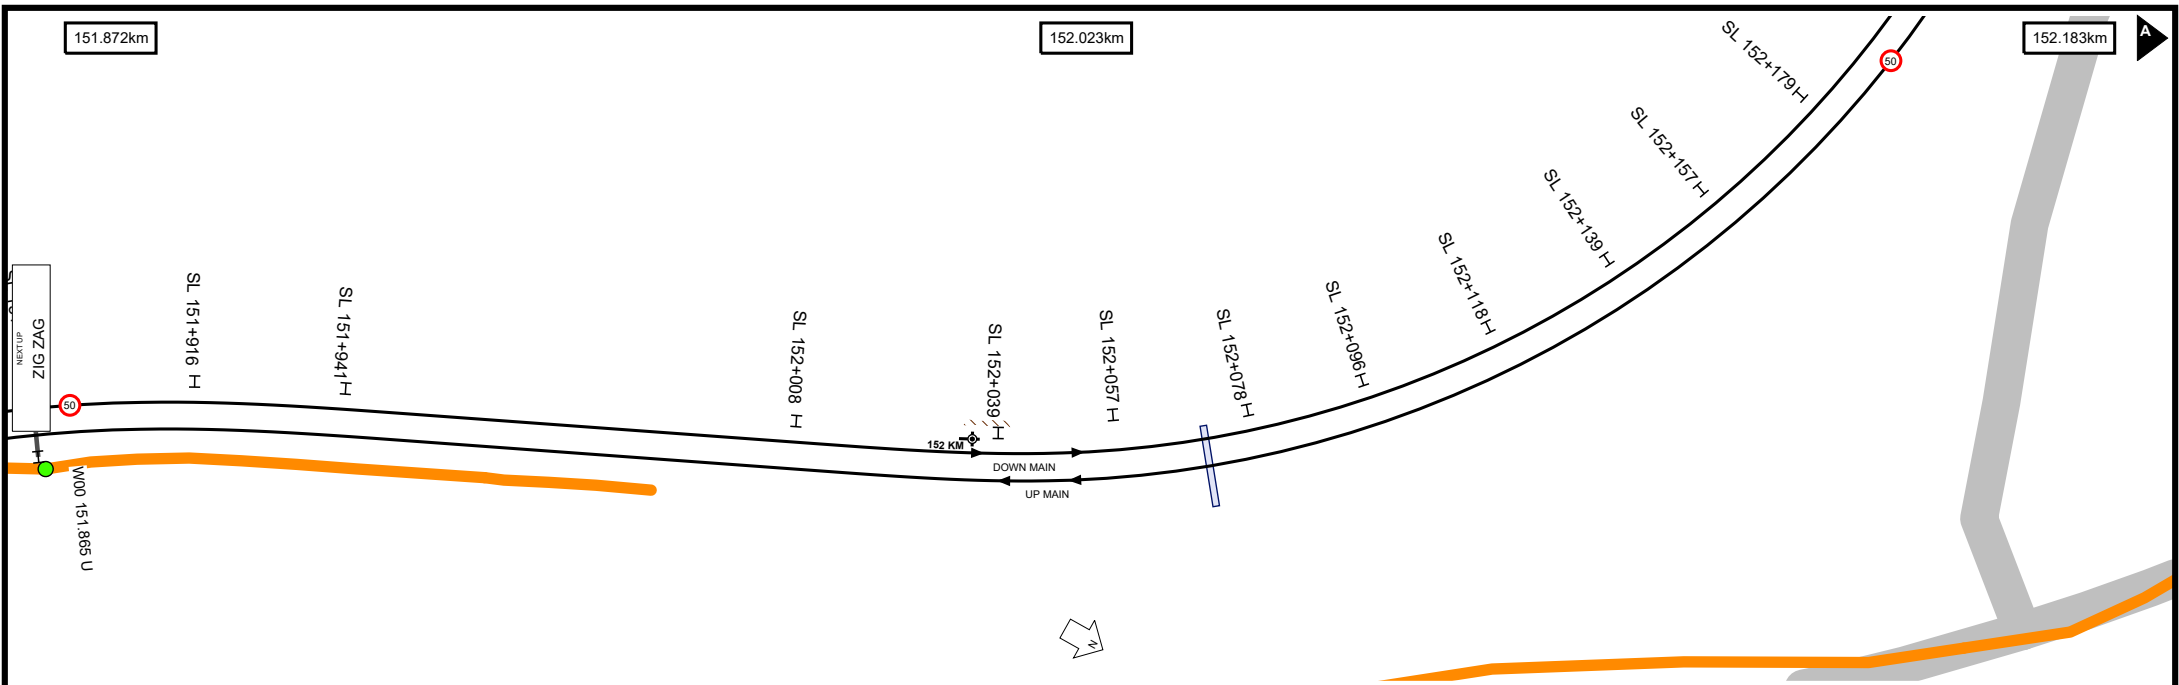 151.872km
152.023km
152.183km
A
SL 152+179
50
SL 152+157
SL 152+139
SL 152+118
SL 152+096
SL 152+078
SL 152+057
SL 152+039
SL 152+008
SL 151+941
SL 151+916
NEXT UP
ZIG ZAG
50
152 KM
DOWN MAIN
UP MAIN
W00 151.865 U
N